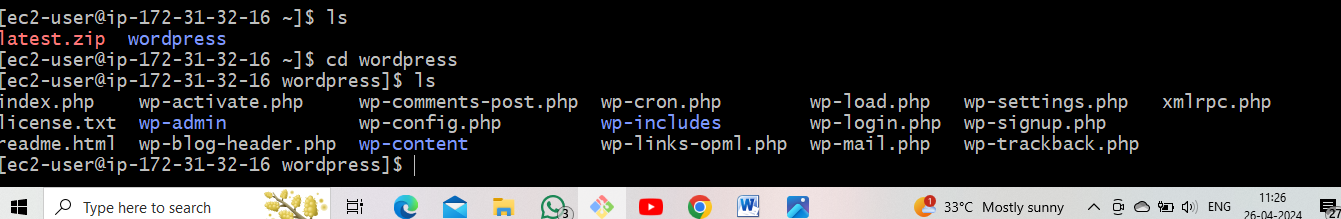 [ec2-user@ip-172-31-32-16 ~]$ ls
latest.zip wordpress
[ec2-user@ip-172-31-32-16 ~]$ cd wordpress
[ec2-user@ip-172-31-32-16 wordpress]$ ls
index.php wp-activate.php wp-comments-post.php wp-cron.php wp-load.php wp-settings.php xmlrpc.php
license.txt wp-admin wp-config.php wp-includes wp-login.php wp-signup.php
readme.html wp-blog-header.php wp-content wp-links-opml.php wp-mail.php wp-trackback.php
[ec2-user@ip-172-31-32-16 wordpress]$
Type here to search 3 W 1 33°C Mostly sunny ENG 11:26
26-04-2024 27